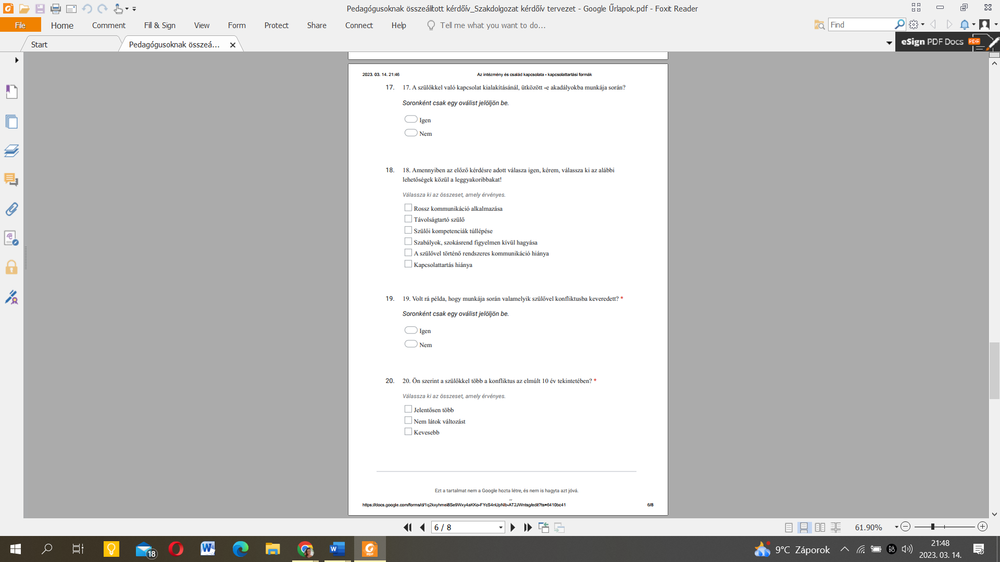 Pedagógusoknak összeállított kérdőív_Szakdolgozat kérdőív tervezet - Google Űrlapok.pdf - Foxit Reader
File Home Comment Fill & Sign View Form Protect Share Connect Help Tell me what you want to do... Find
Start Pedagógusoknak összeá... eSign PDF Docs PDF
2023. 03. 14. 21:46 Az intézmény és család kapcsolata - kapcsolattartási formák
17. 17. A szülőkkel való kapcsolat kialakításánál, ütközött -e akadályokba munkája során?
Soronként csak egy oválist jelöljön be.
Igen
Nem
18. 18. Amennyiben az előző kérdésre adott válasza igen, kérem, válassza ki az alábbi
lehetőségek közül a leggyakoribbakat!
Válassza ki az összeset, amely érvényes.
Rossz kommunikáció alkalmazása
Távolságtartó szülő
Szülői kompetenciák túllépése
Szabályok, szokásrend figyelmen kívül hagyása
A szülővel történő rendszeres kommunikáció hiánya
Kapcsolattartás hiánya
19. 19. Volt rá példa, hogy munkája során valamelyik szülővel konfliktusba keveredett? *
Soronként csak egy oválist jelöljön be.
Igen
Nem
20. 20. Ön szerint a szülőkkel több a konfliktus az elmúlt 10 év tekintetében? *
Válassza ki az összeset, amely érvényes.
Jelentősen több
Nem látok változást
Kevesebb
Ezt a tartalmat nem a Google hozta létre, és nem is hagyta azt jóvá.
https://docs.google.com/forms/d/1q2kxyhmei8Se9Wxy4aKKo-FYcS4nUpNIb-AT2JWntsg/edit?ts=6410bc41 6/8
6 / 8 61.90%
18 9°C Záporok 21:48
2023. 03. 14.